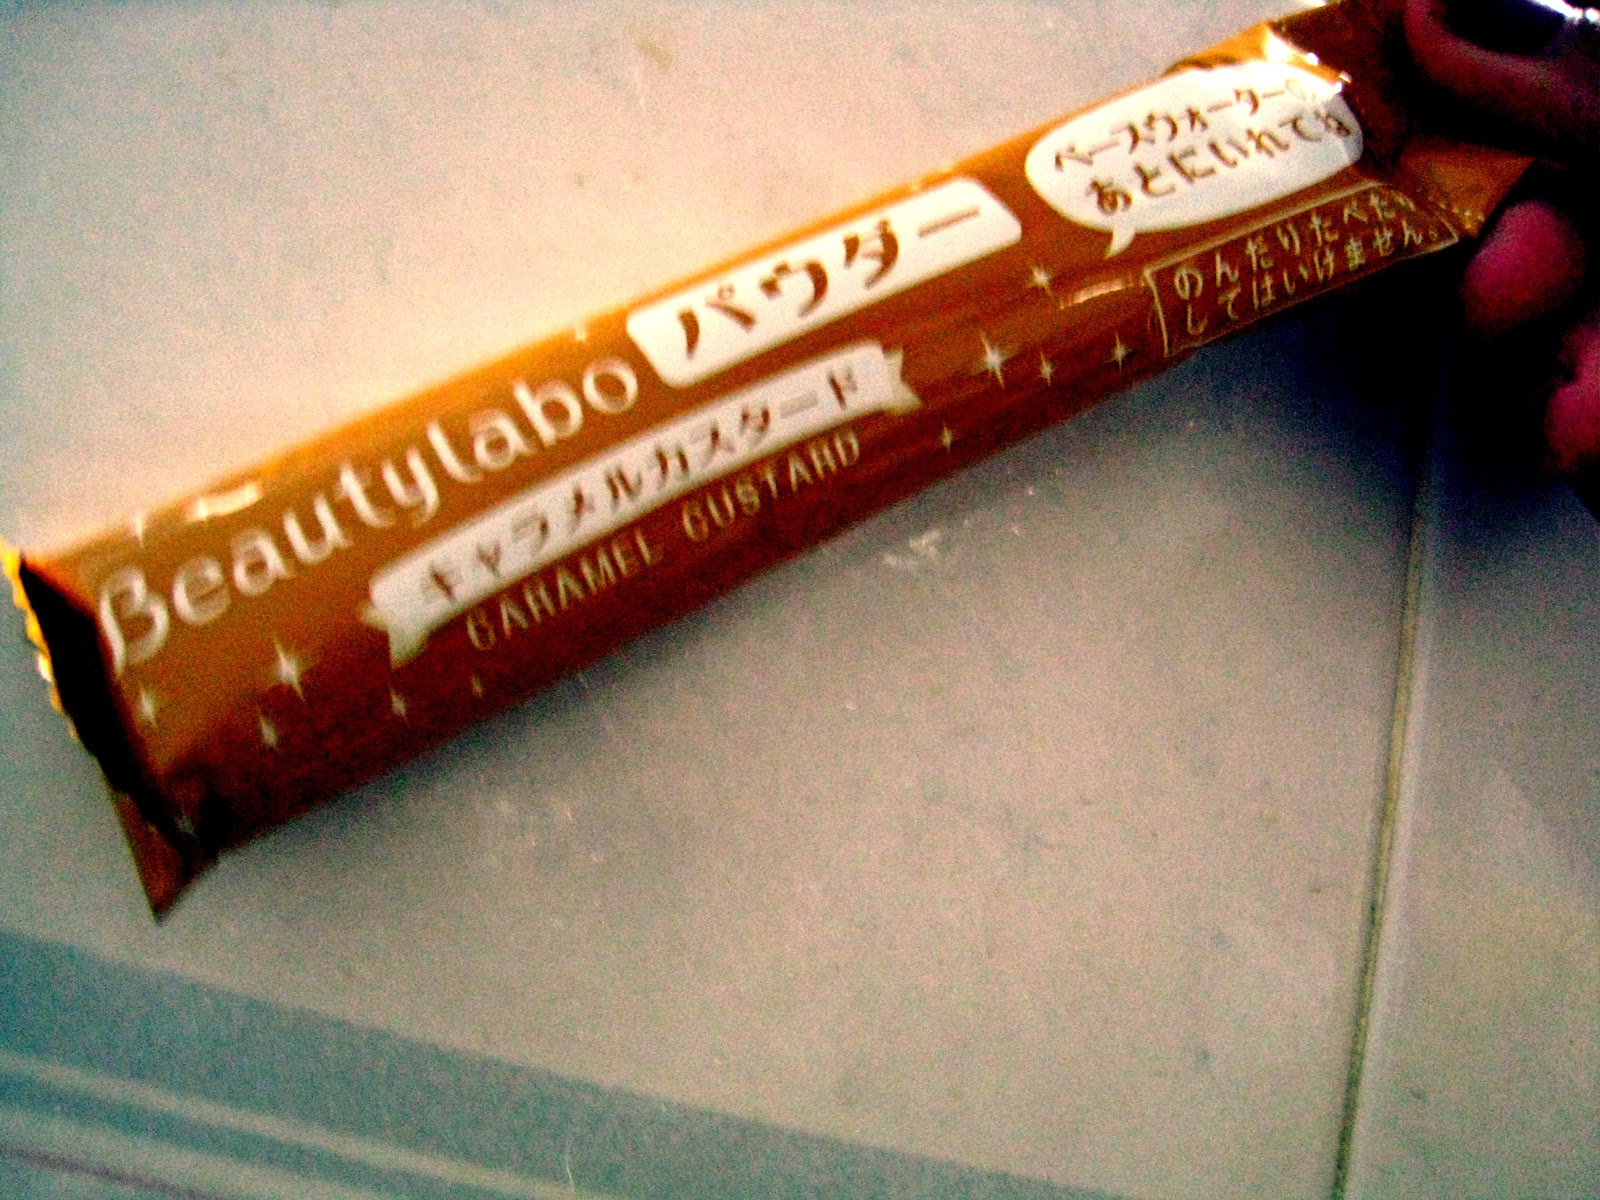 Beautylabo パウダー
キャラメルカスタード
CARAMEL CUSTARD
ベースウォーターの
あとにいれてね
のんだりたべたり
してはいけません。